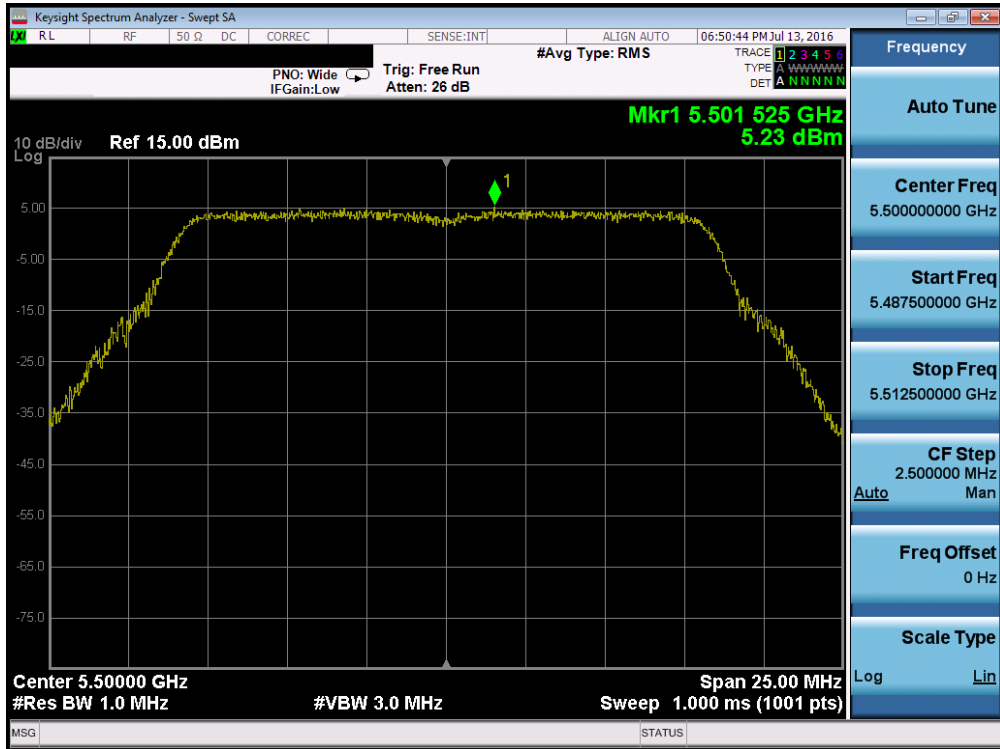 Keysight Spectrum Analyzer - Swept SA
LXI RL RF 50 Ω DC CORREC SENSE:INT ALIGN AUTO 06:50:44 PM Jul 13, 2016
#Avg Type: RMS TRACE 1 2 3 4 5 6
PNO: Wide Trig: Free Run TYPE A WWWWW
IFGain:Low Atten: 26 dB DET A N N N N N
Mkr1 5.501 525 GHz
5.23 dBm
10 dB/div Ref 15.00 dBm
Log
1
5.00
-5.00
-15.0
-25.0
-35.0
-45.0
-55.0
-65.0
-75.0
Center 5.50000 GHz Span 25.00 MHz
#Res BW 1.0 MHz #VBW 3.0 MHz Sweep 1.000 ms (1001 pts)
MSG STATUS
Frequency
Auto Tune
Center Freq
5.500000000 GHz
Start Freq
5.487500000 GHz
Stop Freq
5.512500000 GHz
CF Step
2.500000 MHz
Auto Man
Freq Offset
0 Hz
Scale Type
Log Lin